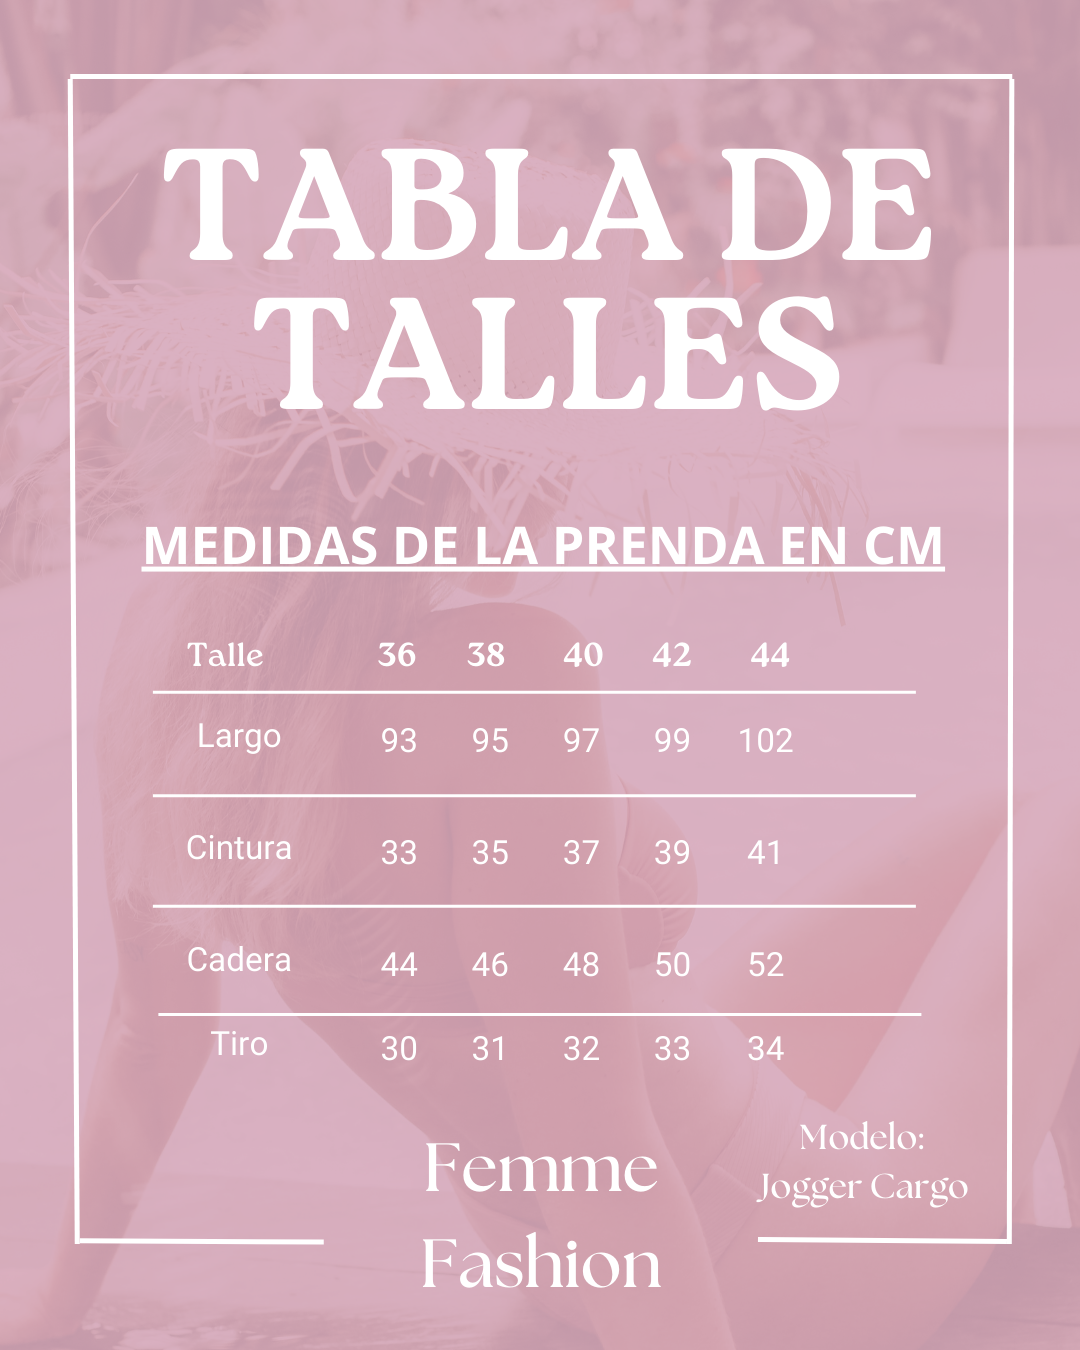 TABLA DE
TALLES
MEDIDAS DE LA PRENDA EN CM
Talle 36 38 40 42 44
Largo 93 95 97 99 102
Cintura 33 35 37 39 41
Cadera 44 46 48 50 52
Tiro 30 31 32 33 34
Femme
Fashion
Modelo:
Jogger Cargo